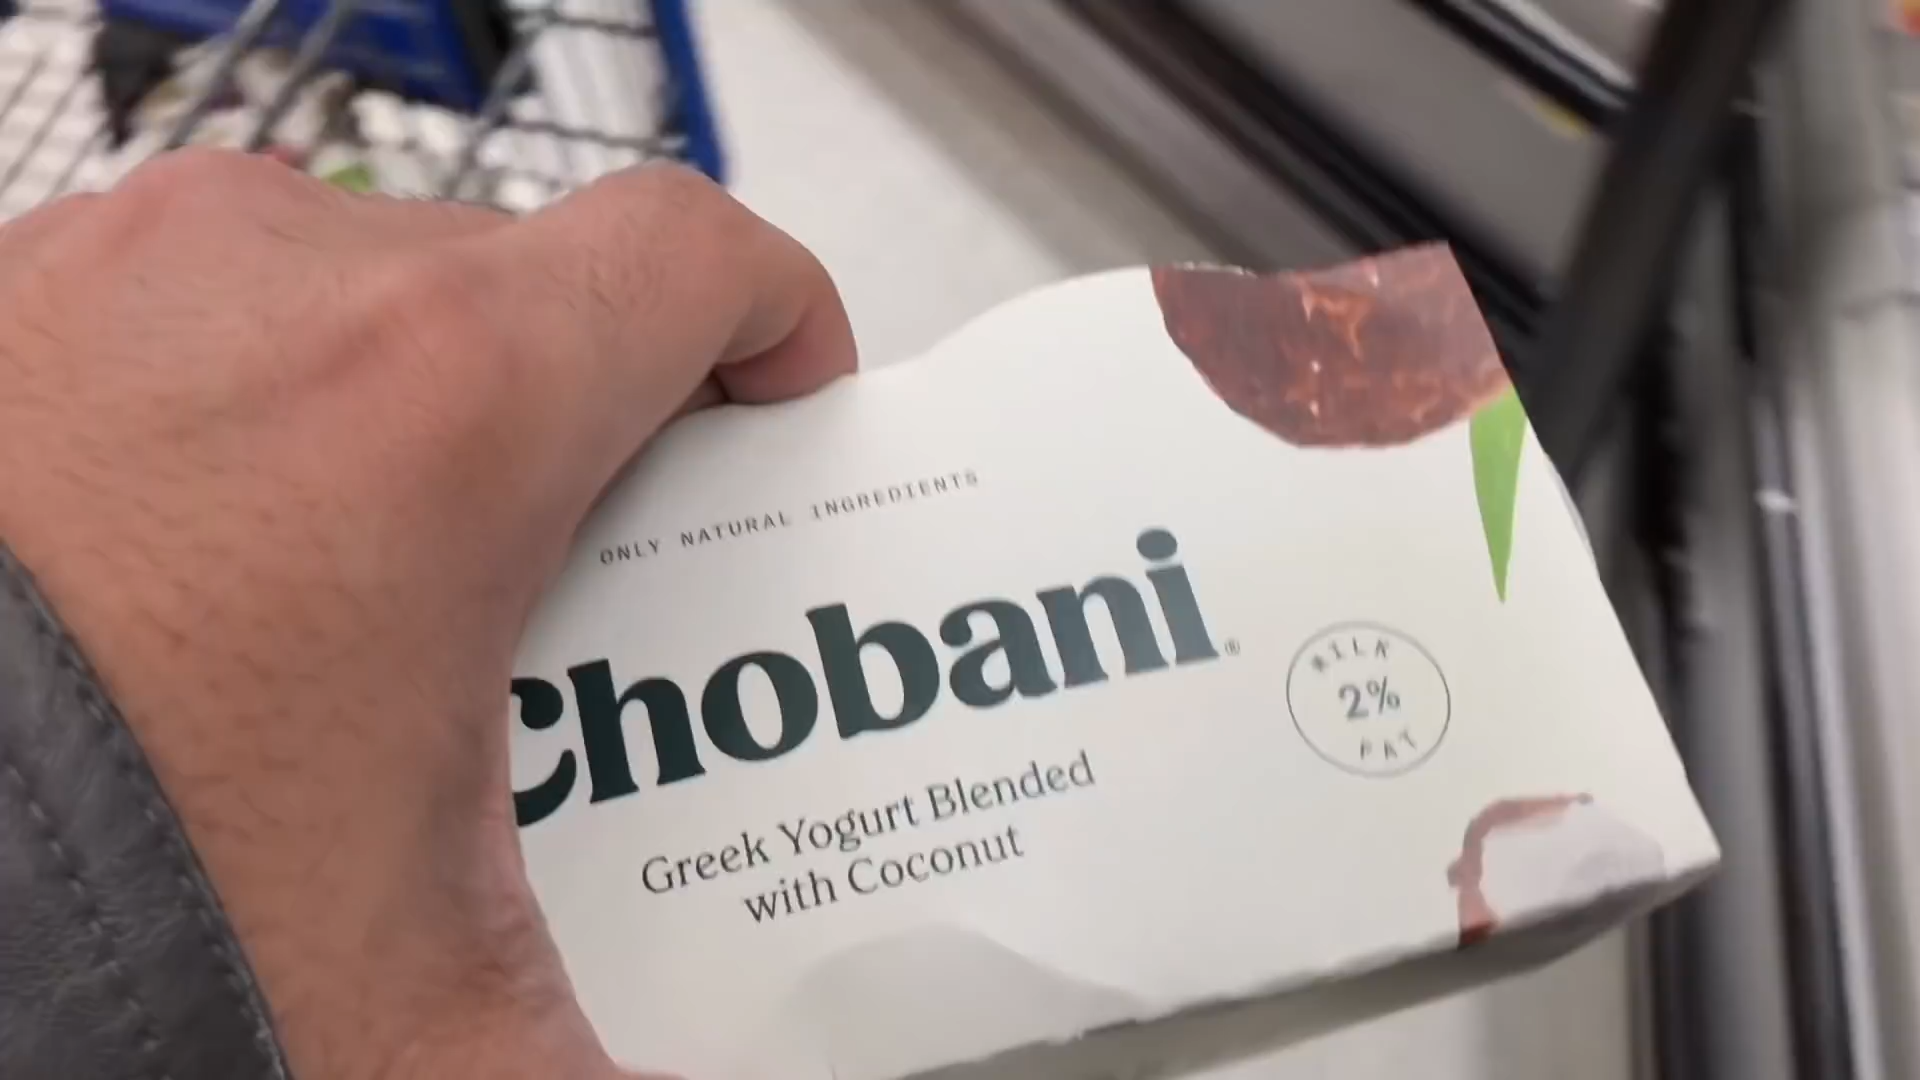 ONLY NATURAL INGREDIENTS
Chobani®
Greek Yogurt Blended
with Coconut
MILK
2%
FAT